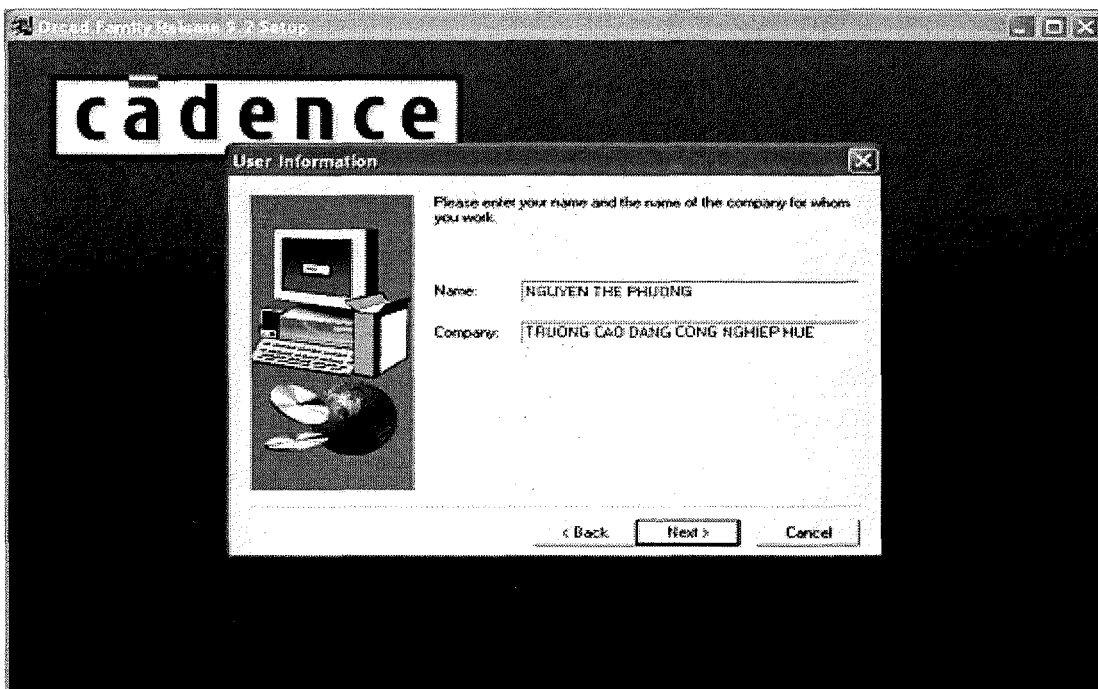 Orcad Family Release 9.2 Setup
cādence
User Information
Please enter your name and the name of the company for whom
you work.
Name: NGUYEN THE PHUONG
Company: TRUONG CAO DANG CONG NGHIEP HUE
< Back Next > Cancel